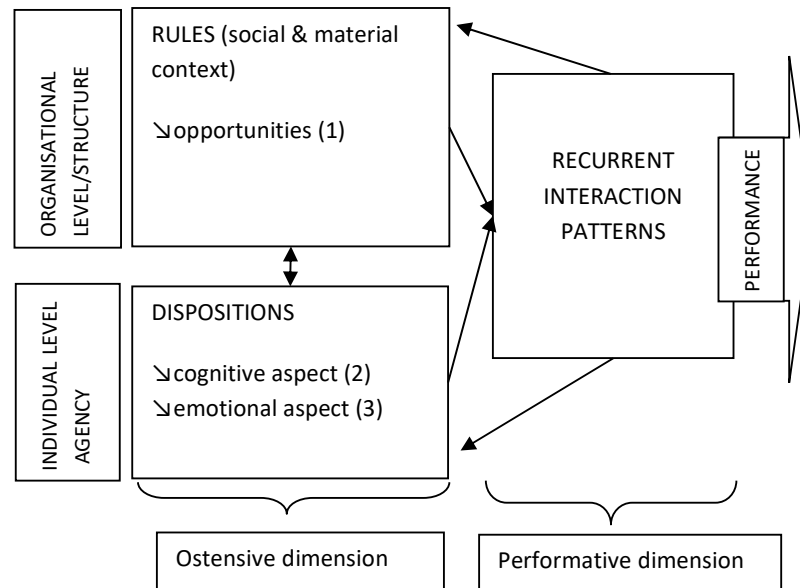 ORGANISATIONAL
LEVEL/STRUCTURE
RULES (social & material
context)
↘opportunities (1)
RECURRENT
INTERACTION
PATTERNS
PERFORMANCE
INDIVIDUAL LEVEL
AGENCY
DISPOSITIONS
↘cognitive aspect (2)
↘emotional aspect (3)
Ostensive dimension
Performative dimension